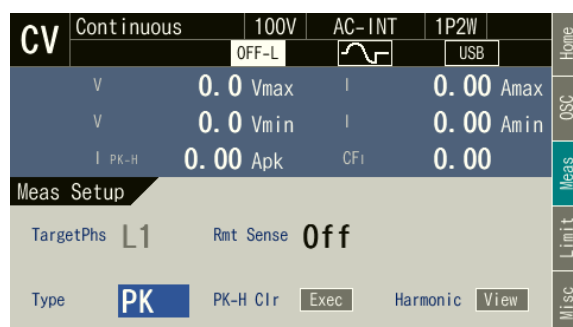 CV Continuous 100V AC-INT 1P2W
OFF-L USB
V 0.0 Vmax I 0.00 Amax
V 0.0 Vmin I 0.00 Amin
I PK-H 0.00 Apk CFI 0.00
Meas Setup
TargetPhs L1 Rmt Sense Off
Type PK PK-H Clr Exec Harmonic View
Home
OSC
Meas
Limit
Misc